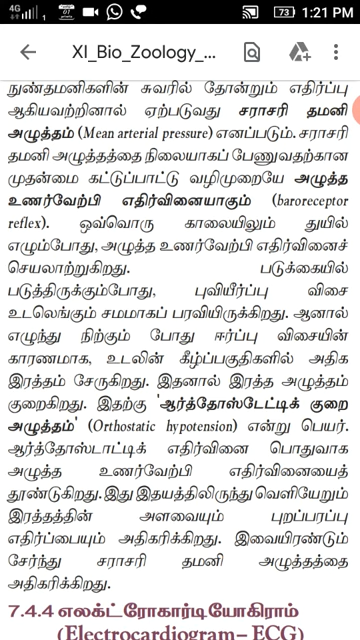 4G
1
73
1:21 PM
XI_Bio_Zoology_...
நுண்தமனிகளின் சுவரில் தோன்றும் எதிர்ப்பு
ஆகியவற்றினால் ஏற்படுவது சராசரி தமனி
அழுத்தம் (Mean arterial pressure) எனப்படும். சராசரி
தமனி அழுத்தத்தை நிலையாகப் பேணுவதற்கான
முதன்மை கட்டுப்பாட்டு வழிமுறையே அழுத்த
உணர்வேற்பி எதிர்வினையாகும் (baroreceptor
reflex). ஒவ்வொரு காலையிலும் துயில்
எழும்போது, அழுத்த உணர்வேற்பி எதிர்வினைச்
செயலாற்றுகிறது. படுக்கையில்
படுத்திருக்கும்போது, புவியீர்ப்பு விசை
உடலெங்கும் சமமாகப் பரவியிருக்கிறது. ஆனால்
எழுந்து நிற்கும் போது ஈர்ப்பு விசையின்
காரணமாக, உடலின் கீழ்ப்பகுதிகளில் அதிக
இரத்தம் சேருகிறது. இதனால் இரத்த அழுத்தம்
குறைகிறது. இதற்கு 'ஆர்த்தோஸ்டேட்டிக் குறை
அழுத்தம்' (Orthostatic hypotension) என்று பெயர்.
ஆர்த்தோஸ்டாட்டிக் எதிர்வினை பொதுவாக
அழுத்த உணர்வேற்பி எதிர்வினையைத்
தூண்டுகிறது. இது இதயத்திலிருந்து வெளியேறும்
இரத்தத்தின் அளவையும் புறப்பரப்பு
எதிர்ப்பையும் அதிகரிக்கிறது. இவையிரண்டும்
சேர்ந்து சராசரி தமனி அழுத்தத்தை
அதிகரிக்கிறது.
7.4.4 எலக்ட்ரோகார்டியோகிராம்
(Electrocardiogram– ECG)